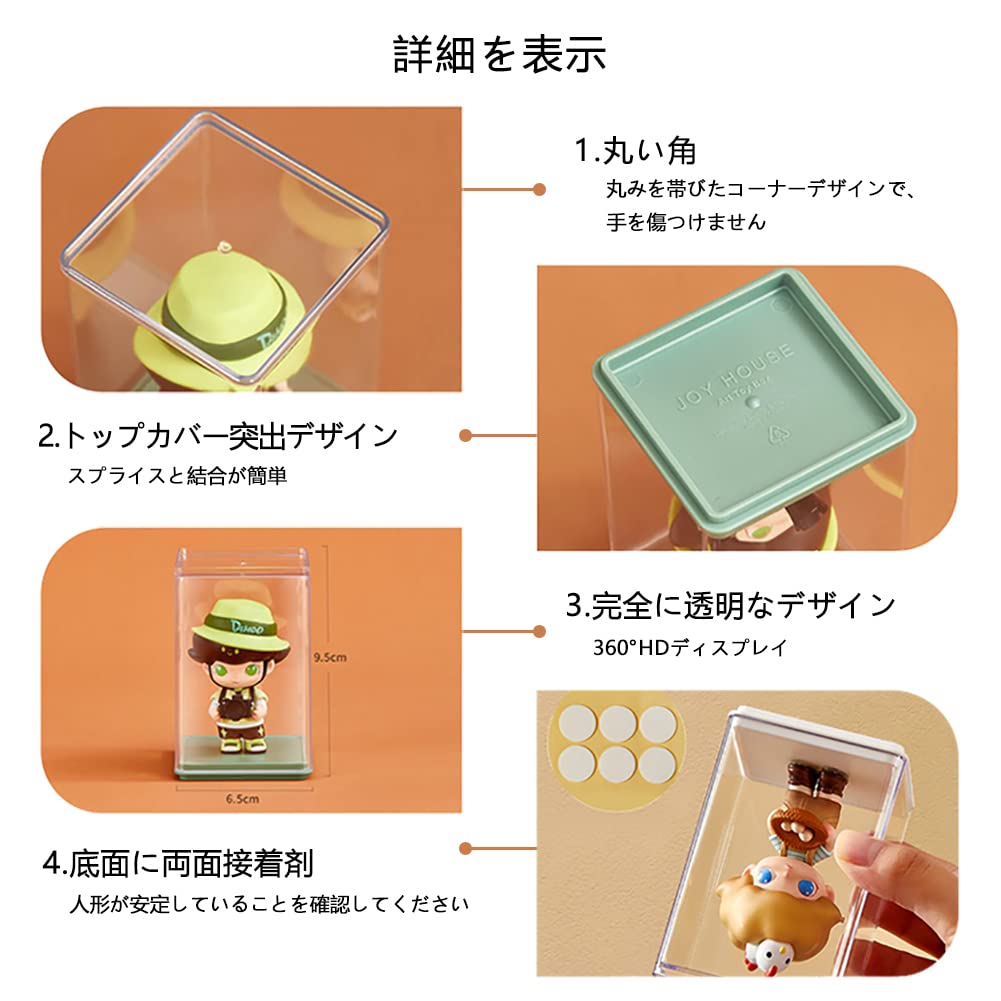 詳細を表示
1.丸い角
丸みを帯びたコーナーデザインで、
手を傷つけません
JOY HOUSE
Art Toy Box
2.トップカバー突出デザイン
スプライスと結合が簡単
DIMOO
9.5cm
6.5cm
3.完全に透明なデザイン
360°HDディスプレイ
4.底面に両面接着剤
人形が安定していることを確認してください